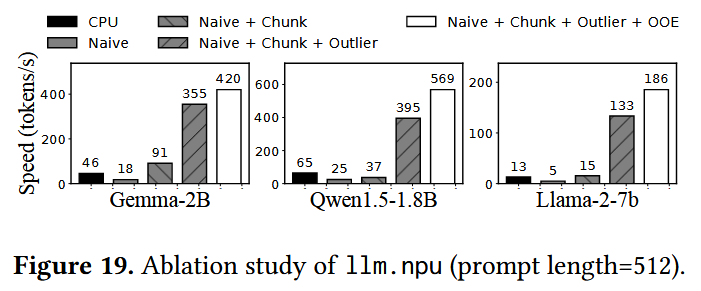 CPU
Naive
Naive + Chunk
Naive + Chunk + Outlier
Naive + Chunk + Outlier + OOE
Speed (tokens/s)
400
200
0
46
18
91
355
420
Gemma-2B
600
400
200
0
65
25
37
395
569
Qwen1.5-1.8B
200
100
0
13
5
15
133
186
Llama-2-7b
Figure 19. Ablation study of llm.npu (prompt length=512).